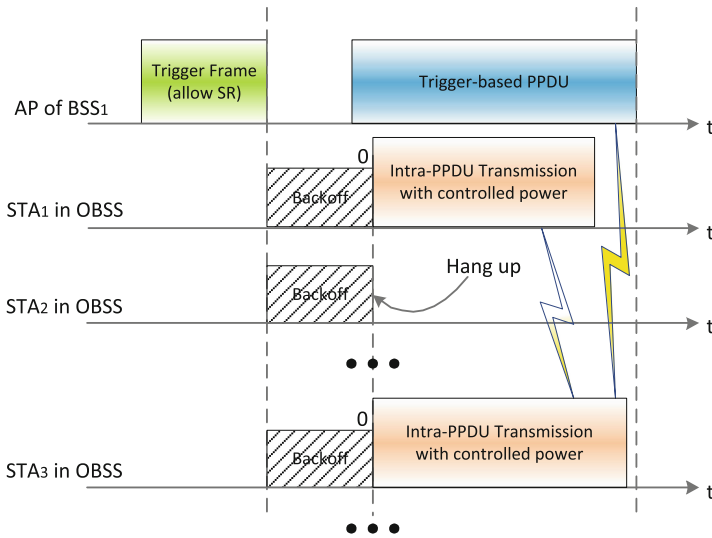 Trigger Frame
(allow SR)
Trigger-based PPDU
AP of BSS1
t
0
Backoff
Intra-PPDU Transmission
with controlled power
STA1 in OBSS
t
Hang up
Backoff
STA2 in OBSS
t
0
Backoff
Intra-PPDU Transmission
with controlled power
STA3 in OBSS
t